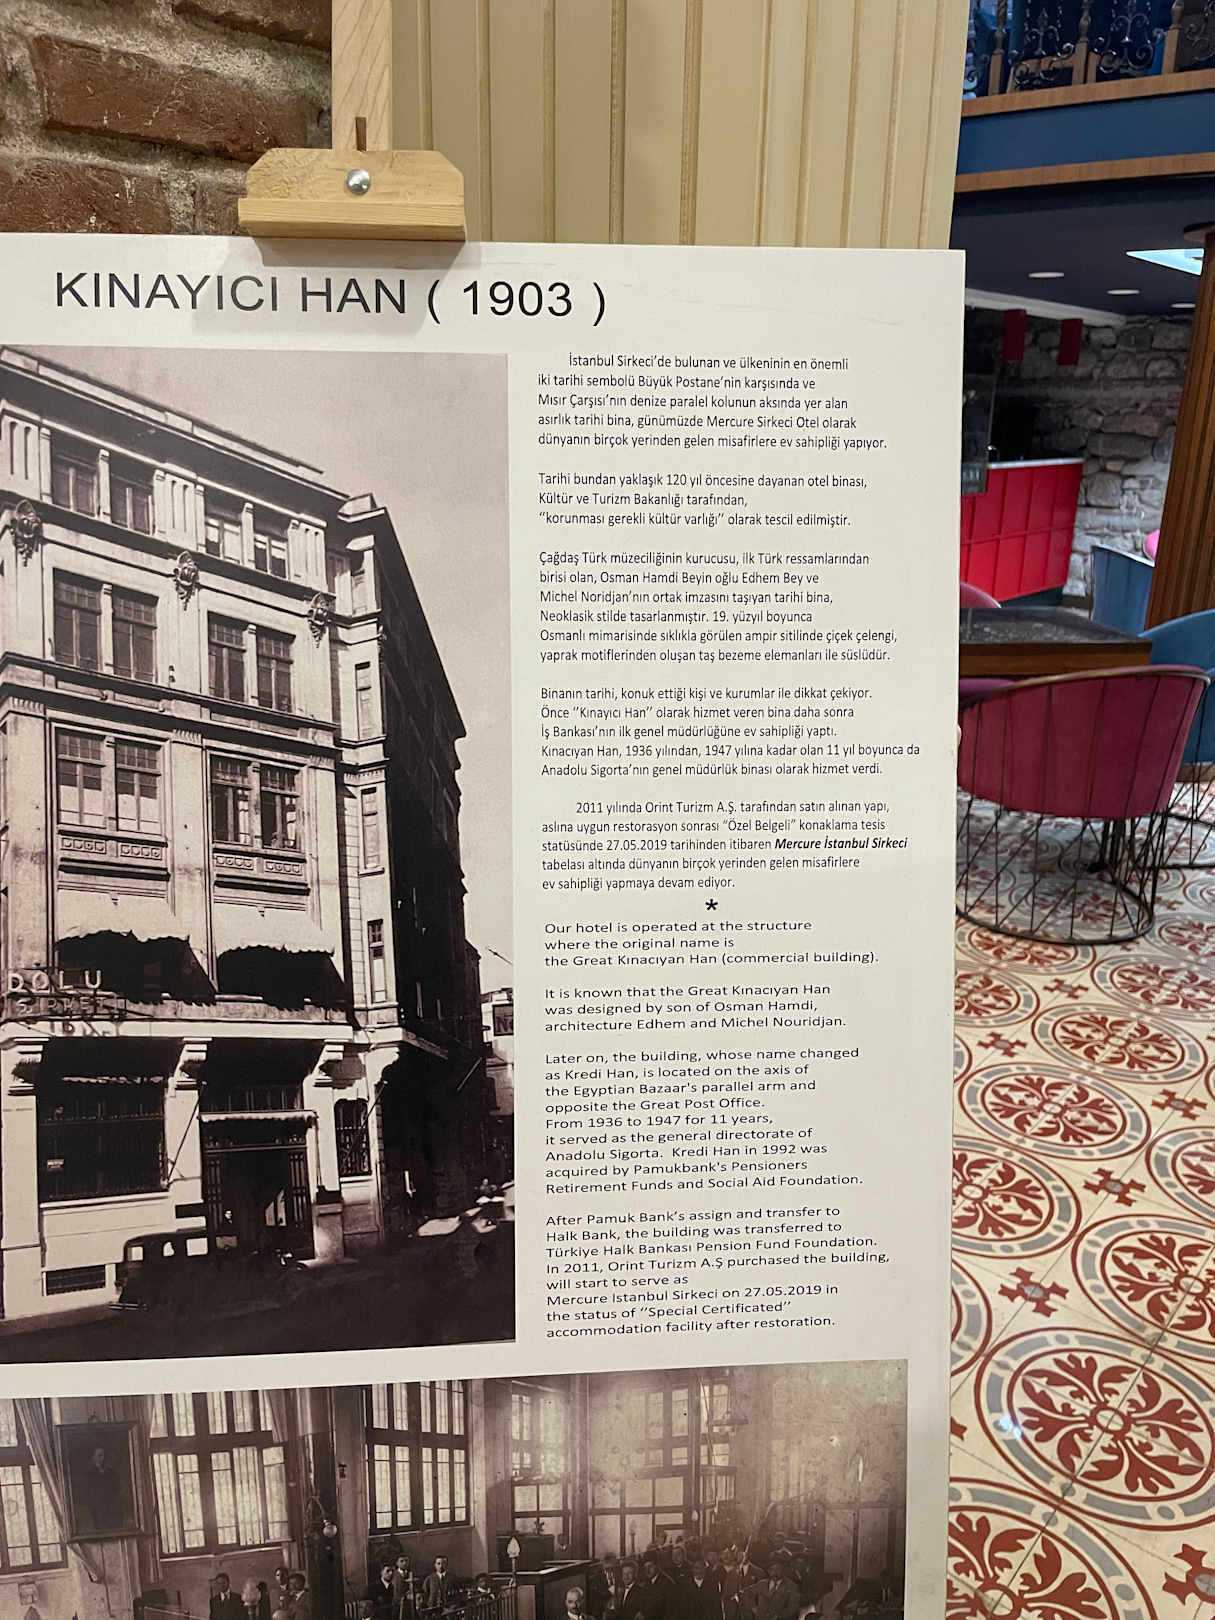 KINAYICI HAN ( 1903 )
İstanbul Sirkeci'de bulunan ve ülkeninin en önemli
iki tarihi sembolü Büyük Postane'nin karşısında ve
Mısır Çarşısı'nın denize paralel kolunun aksında yer alan
asırlık tarihi bina, günümüzde Mercure Sirkeci Otel olarak
dünyanın birçok yerinden gelen misafirlere ev sahipliği yapıyor.
Tarihi bundan yaklaşık 120 yıl öncesine dayanan otel binası,
Kültür ve Turizm Bakanlığı tarafından,
‘‘korunması gerekli kültür varlığı’’ olarak tescil edilmiştir.
Çağdaş Türk müzeciliğinin kurucusu, ilk Türk ressamlarından
birisi olan, Osman Hamdi Beyin oğlu Edhem Bey ve
Michel Noridjan'nın ortak imzasını taşıyan tarihi bina,
Neoklasik stilde tasarlanmıştır. 19. yüzyıl boyunca
Osmanlı mimarisinde sıklıkla görülen ampir sitilinde çiçek çelengi,
yaprak motiflerinden oluşan taş bezeme elemanları ile süslüdür.
Binanın tarihi, konuk ettiği kişi ve kurumlar ile dikkat çekiyor.
Önce ‘‘Kınayıcı Han’’ olarak hizmet veren bina daha sonra
İş Bankası'nın ilk genel müdürlüğüne ev sahipliği yaptı.
Kınacıyan Han, 1936 yılından, 1947 yılına kadar olan 11 yıl boyunca da
Anadolu Sigorta'nın genel müdürlük binası olarak hizmet verdi.
2011 yılında Orint Turizm A.Ş. tarafından satın alınan yapı,
aslına uygun restorasyon sonrası “Özel Belgeli” konaklama tesis
statüsünde 27.05.2019 tarihinden itibaren Mercure İstanbul Sirkeci
tabelası altında dünyanın birçok yerinden gelen misafirlere
ev sahipliği yapmaya devam ediyor.
*
Our hotel is operated at the structure
where the original name is
the Great Kınacıyan Han (commercial building).
It is known that the Great Kınacıyan Han
was designed by son of Osman Hamdi,
architecture Edhem and Michel Nouridjan.
Later on, the building, whose name changed
as Kredi Han, is located on the axis of
the Egyptian Bazaar's parallel arm and
opposite the Great Post Office.
From 1936 to 1947 for 11 years,
it served as the general directorate of
Anadolu Sigorta. Kredi Han in 1992 was
acquired by Pamukbank's Pensioners
Retirement Funds and Social Aid Foundation.
After Pamuk Bank's assign and transfer to
Halk Bank, the building was transferred to
Türkiye Halk Bankası Pension Fund Foundation.
In 2011, Orint Turizm A.Ş purchased the building,
will start to serve as
Mercure Istanbul Sirkeci on 27.05.2019 in
the status of ‘‘Special Certificated’’
accommodation facility after restoration.
DOLU
SİRKETİ